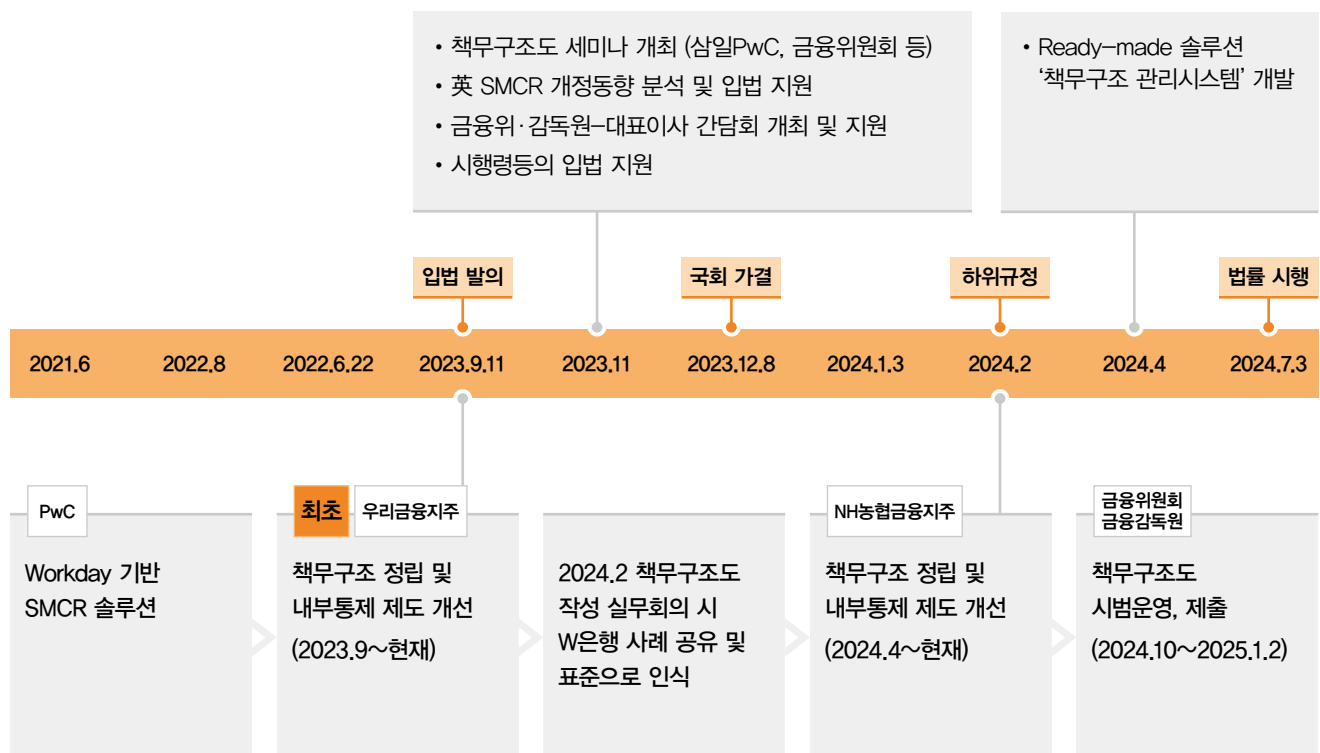 • 책무구조도 세미나 개최 (삼일PwC, 금융위원회 등)
• 英 SMCR 개정동향 분석 및 입법 지원
• 금융위·감독원-대표이사 간담회 개최 및 지원
• 시행령등의 입법 지원
• Ready-made 솔루션
‘책무구조 관리시스템’ 개발
입법 발의
국회 가결
하위규정
법률 시행
2021.6
2022.8
2022.6.22
2023.9.11
2023.11
2023.12.8
2024.1.3
2024.2
2024.4
2024.7.3
PwC
Workday 기반
SMCR 솔루션
최초
우리금융지주
책무구조 정립 및
내부통제 제도 개선
(2023.9~현재)
2024.2 책무구조도
작성 실무회의 시
W은행 사례 공유 및
표준으로 인식
NH농협금융지주
책무구조 정립 및
내부통제 제도 개선
(2024.4~현재)
금융위원회
금융감독원
책무구조도
시범운영, 제출
(2024.10~2025.1.2)